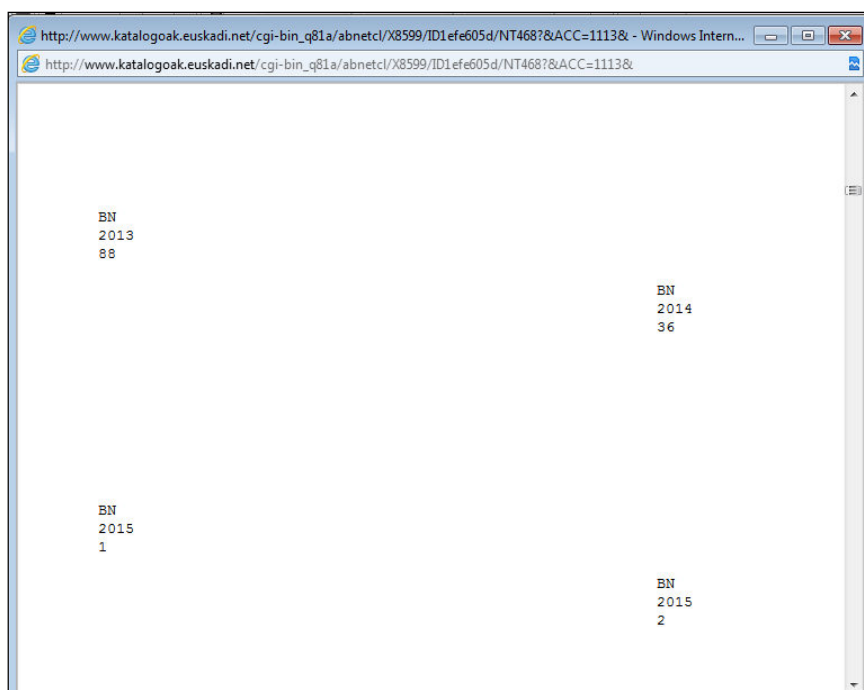 http://www.katalogoak.euskadi.net/cgi-bin_q81a/abnetcl/X8599/ID1efe605d/NT468?&ACC=1113& - Windows Intern...
http://www.katalogoak.euskadi.net/cgi-bin_q81a/abnetcl/X8599/ID1efe605d/NT468?&ACC=1113&
BN
2013
88
BN
2014
36
BN
2015
1
BN
2015
2